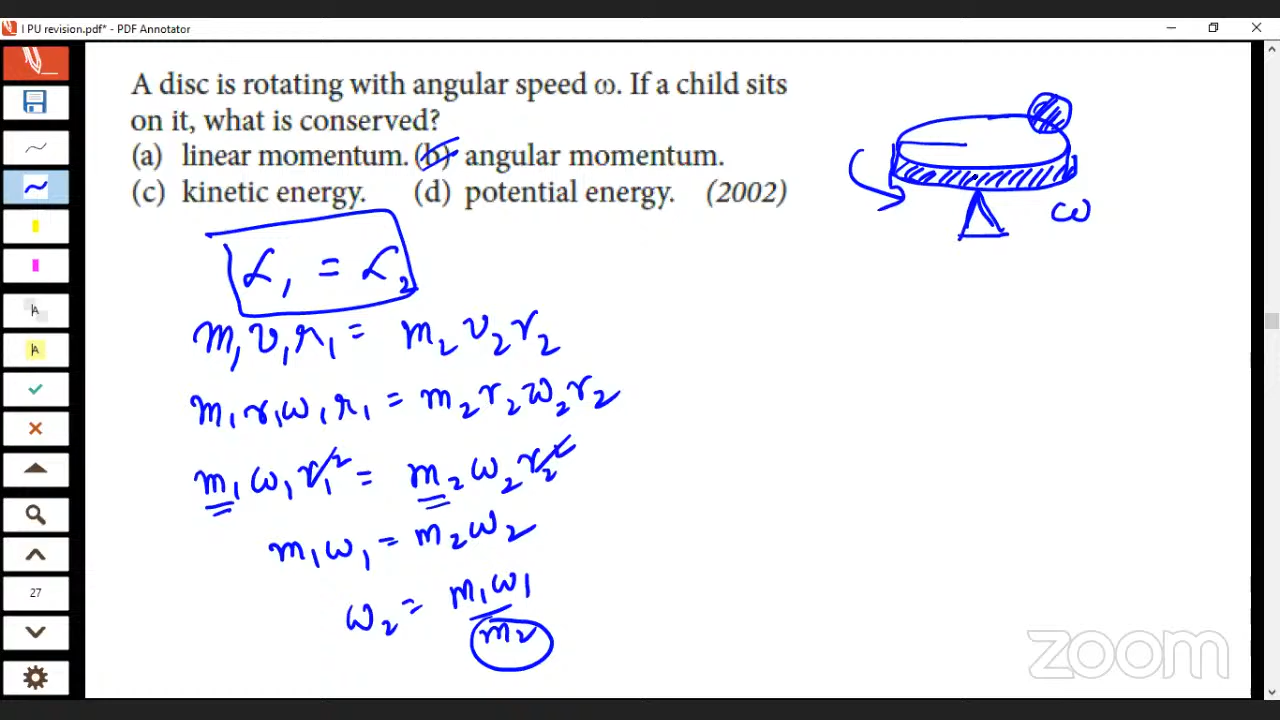 I PU revision.pdf* - PDF Annotator
A disc is rotating with angular speed ω. If a child sits
on it, what is conserved?
(a) linear momentum. (b) angular momentum.
(c) kinetic energy. (d) potential energy. (2002)
ω
L₁ = L₂
m₁v₁r₁ = m₂v₂r₂
m₁r₁ω₁r₁ = m₂r₂ω₂r₂
m₁ω₁r₁² = m₂ω₂r₂²
m₁ω₁ = m₂ω₂
ω₂ = m₁ω₁
m₂
27
zoom